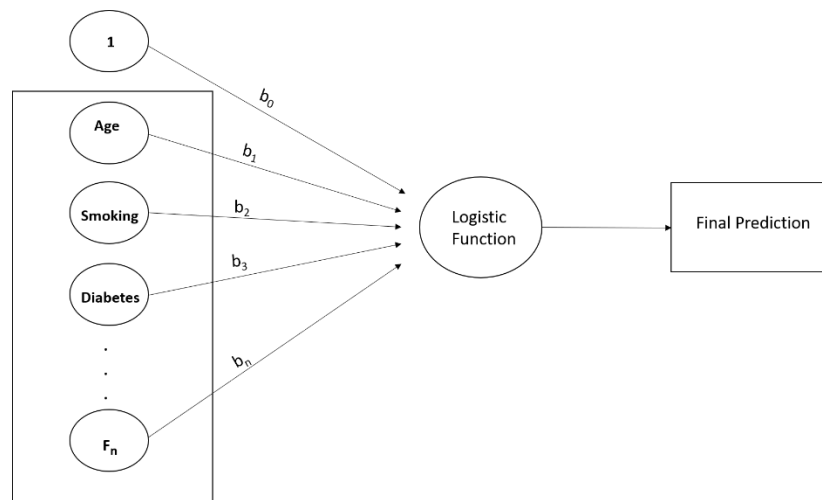 1
b₀
Age
b₁
Smoking
b₂
Diabetes
b₃
.
.
.
Fₙ
bₙ
Logistic
Function
Final Prediction